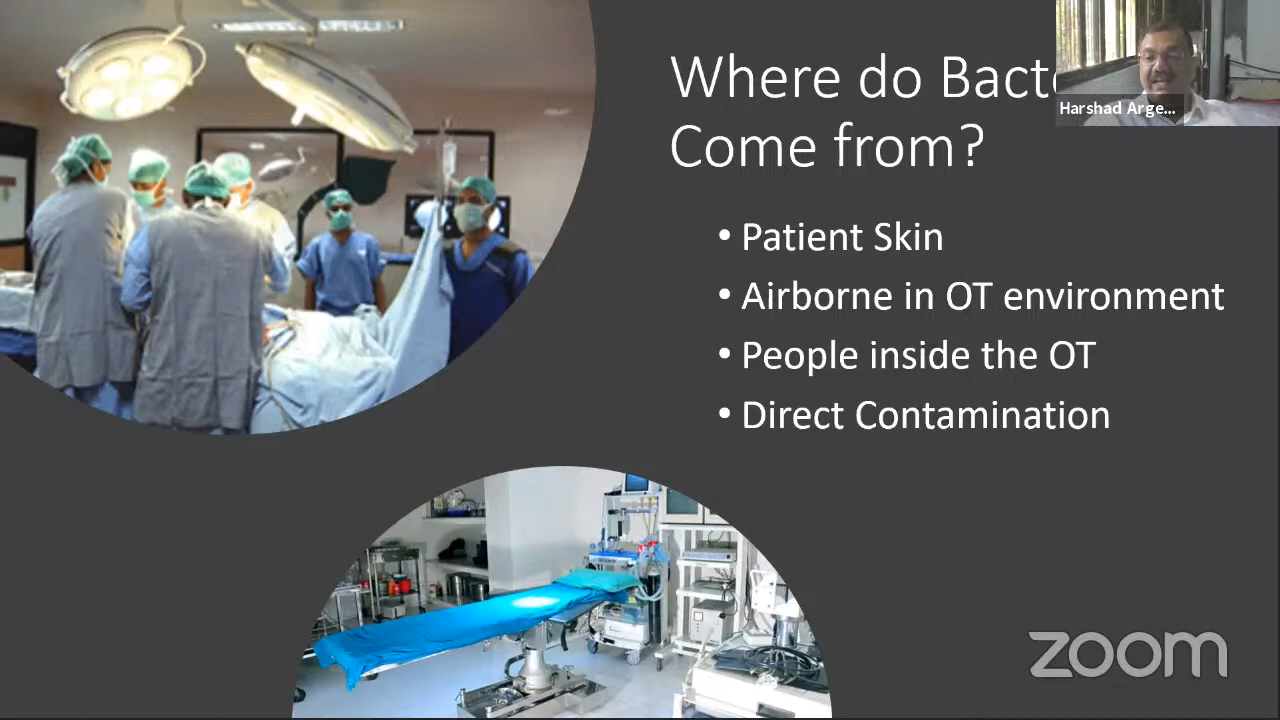 Where do Bacte
Come from?
Harshad Arge...
• Patient Skin
• Airborne in OT environment
• People inside the OT
• Direct Contamination
zoom